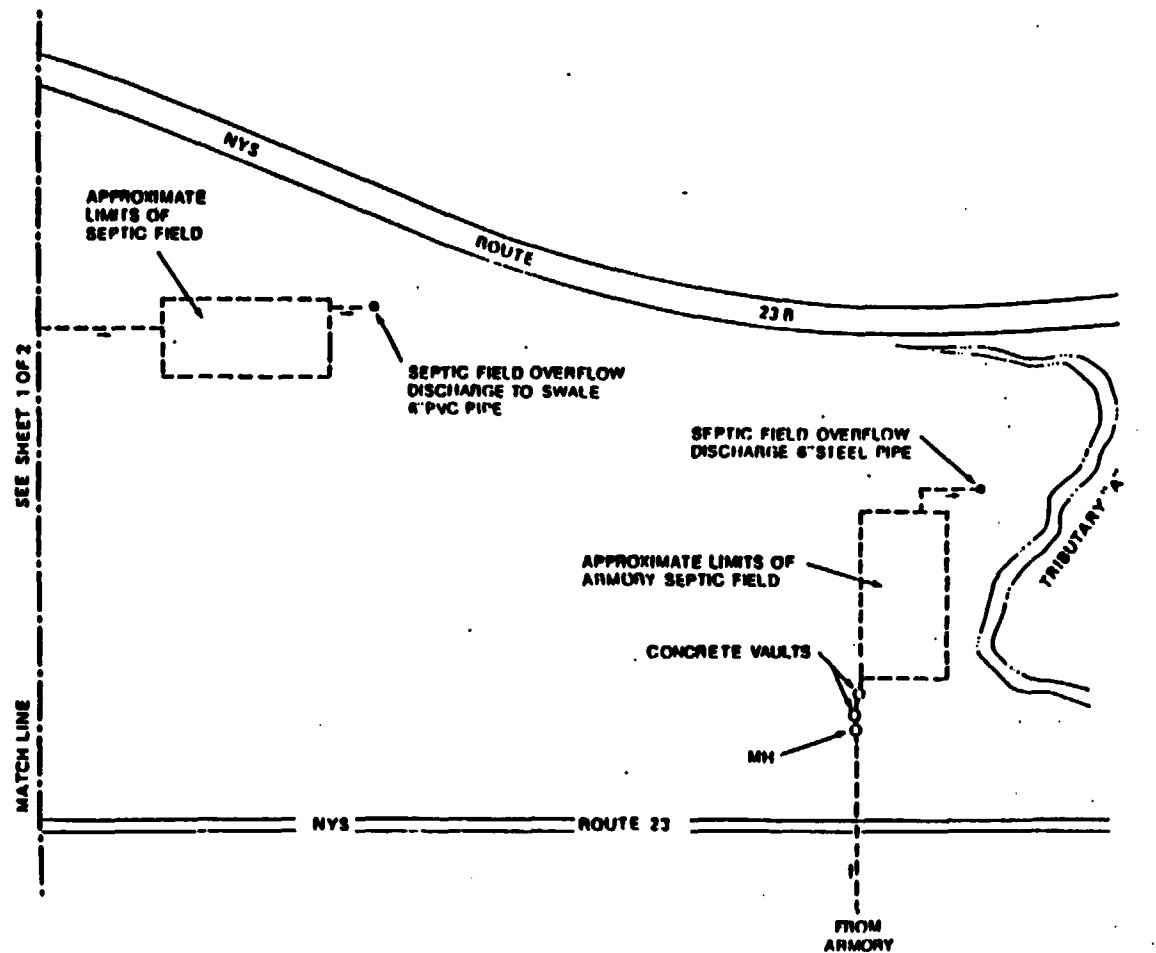 NYS
APPROXIMATE
LIMITS OF
SEPTIC FIELD
ROUTE
23 R
SEE SHEET 1 OF 2
SEPTIC FIELD OVERFLOW
DISCHARGE TO SWALE
6" PVC PIPE
SEPTIC FIELD OVERFLOW
DISCHARGE 6" STEEL PIPE
TRIBUTARY "A"
APPROXIMATE LIMITS OF
ARMORY SEPTIC FIELD
CONCRETE VAULTS
MH
MATCH LINE
NYS
ROUTE 23
FROM
ARMORY